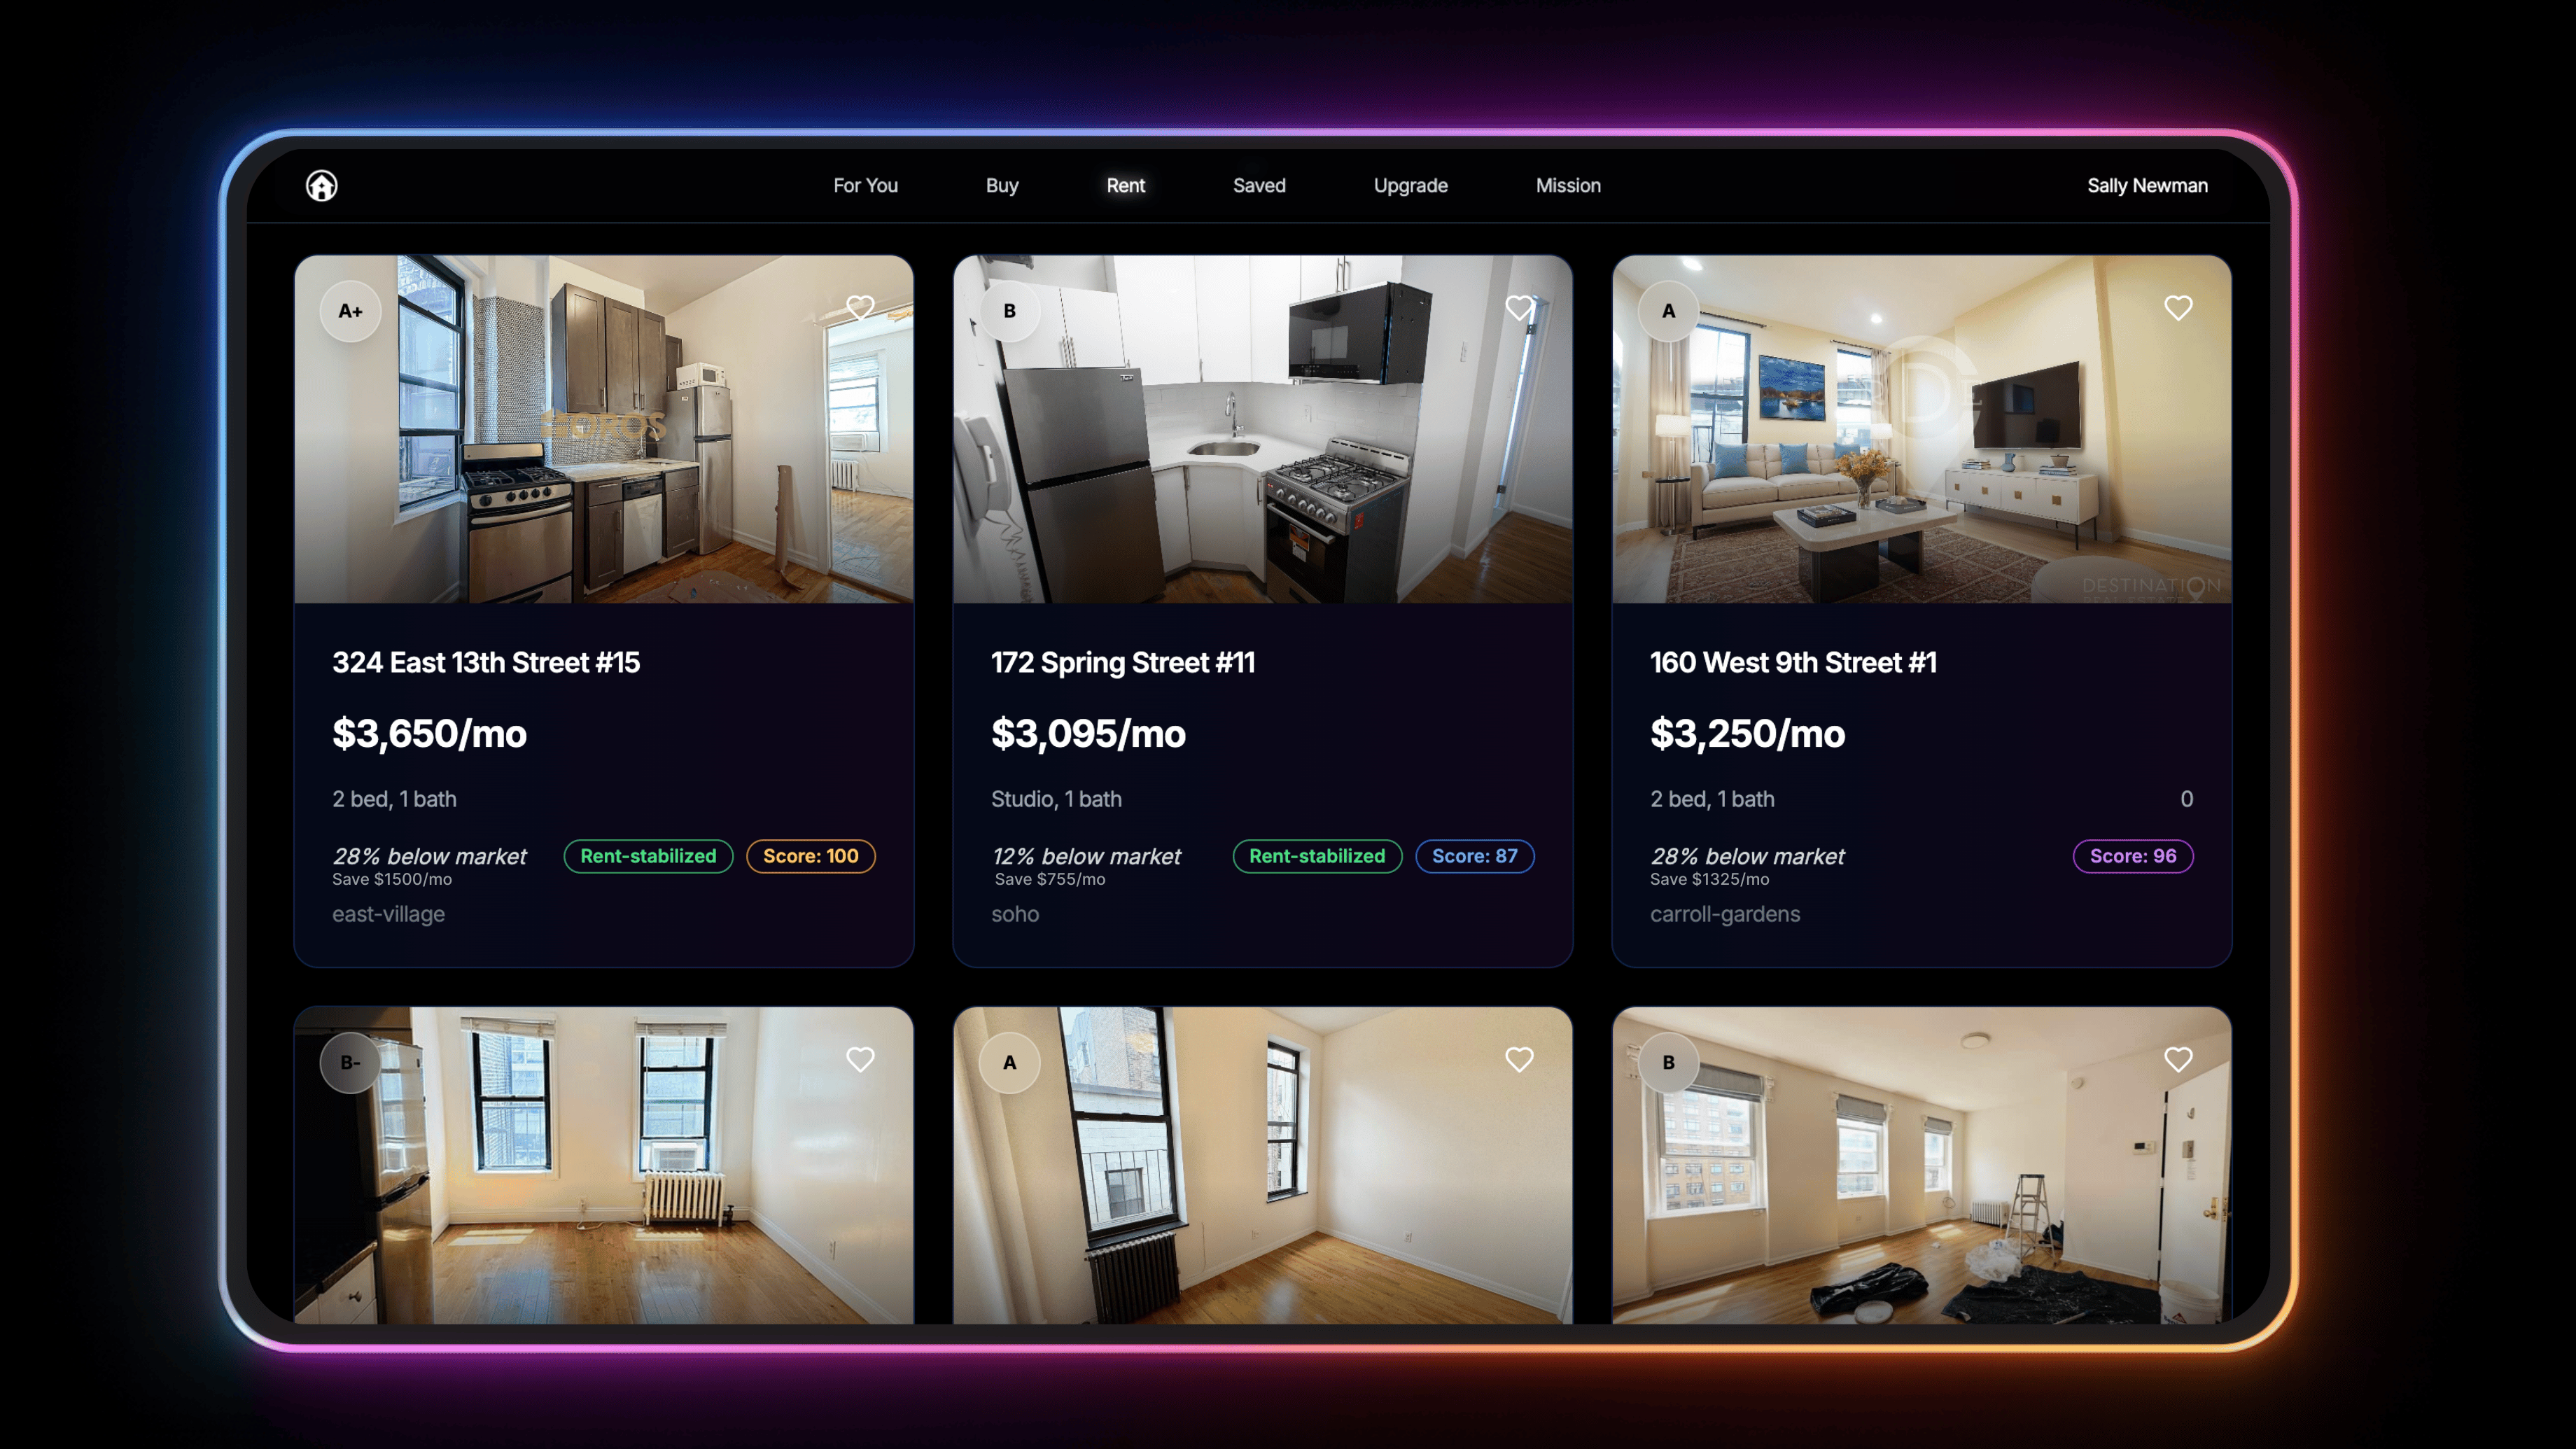 For You Buy Rent Saved Upgrade Mission Sally Newman
A+
324 East 13th Street #15
$3,650/mo
2 bed, 1 bath
28% below market Rent-stabilized Score: 100
Save $1500/mo
east-village
B
172 Spring Street #11
$3,095/mo
Studio, 1 bath
12% below market Rent-stabilized Score: 87
Save $755/mo
soho
A
DESTINATION
REAL ESTATE
160 West 9th Street #1
$3,250/mo
2 bed, 1 bath 0
28% below market Score: 96
Save $1325/mo
carroll-gardens
B-
A
B